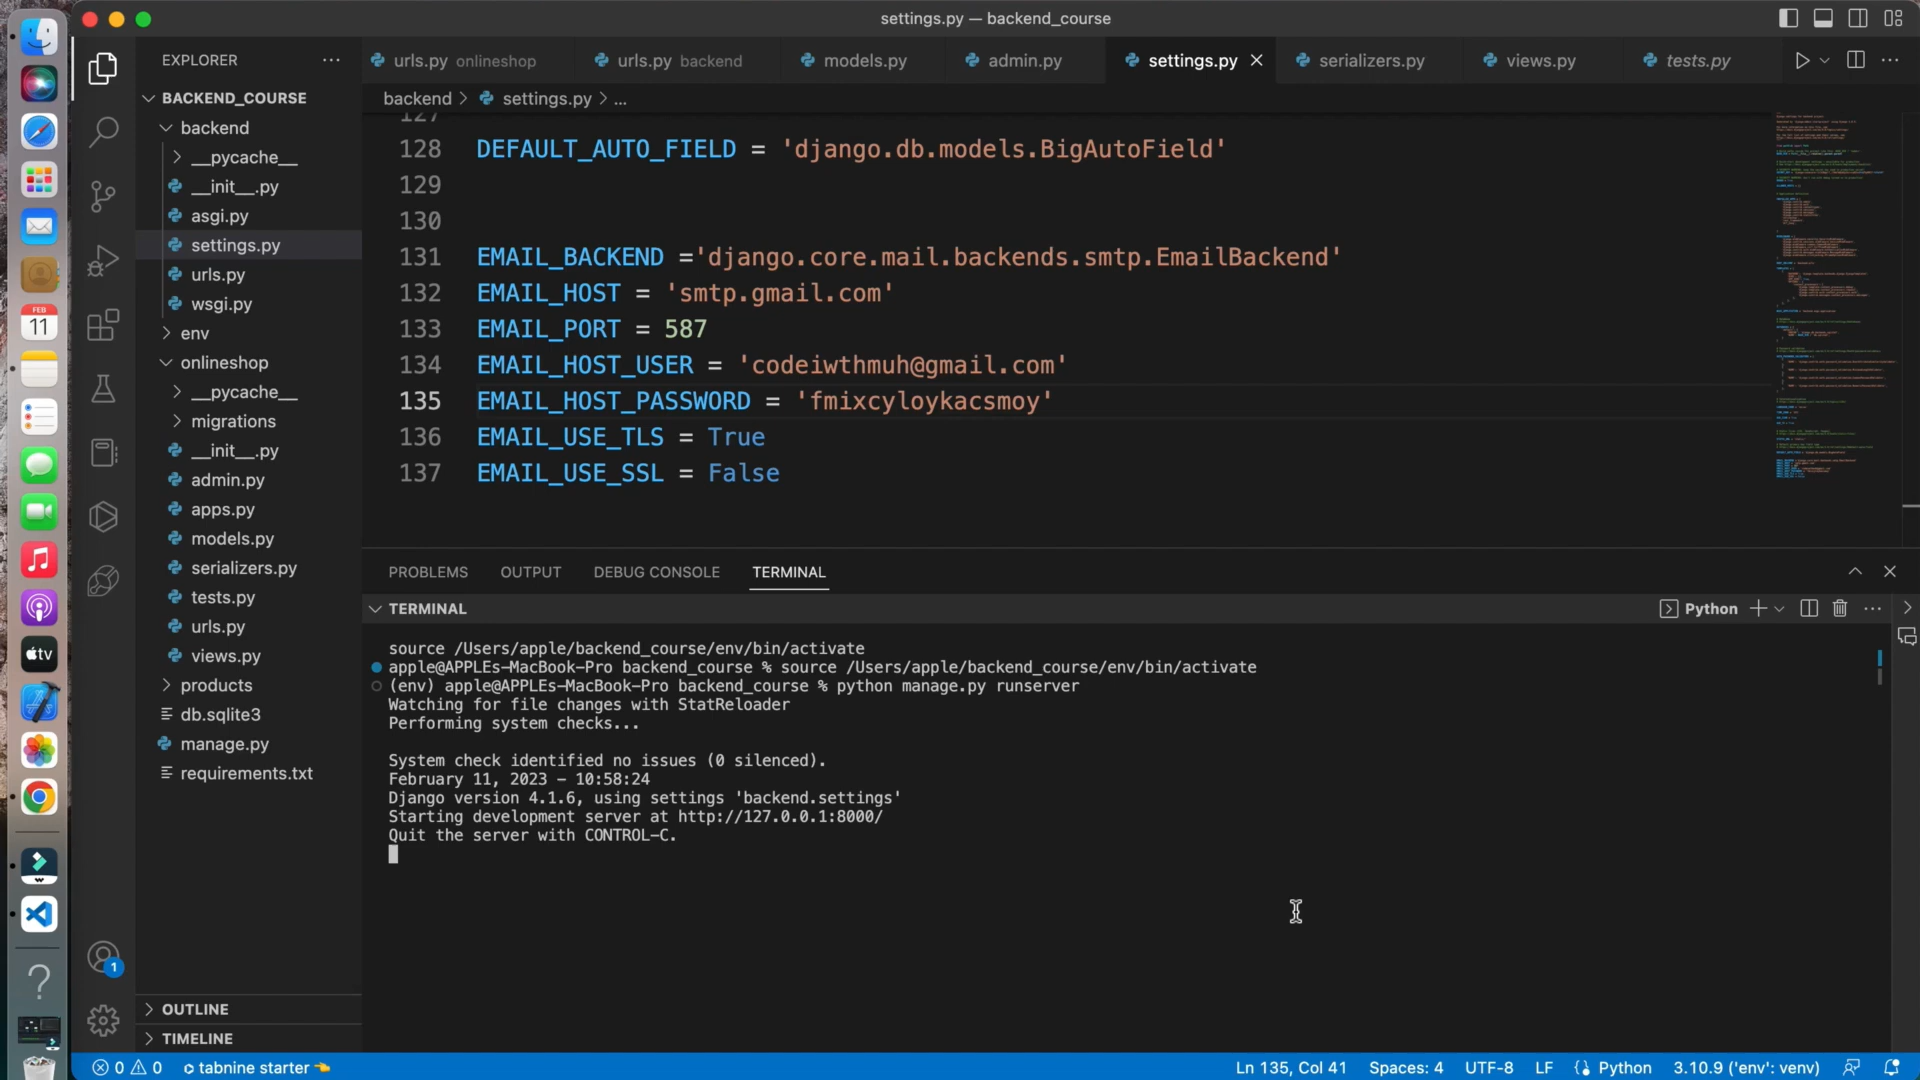 settings.py — backend_course
EXPLORER
urls.py onlineshop
urls.py backend
models.py
admin.py
settings.py
serializers.py
views.py
tests.py
BACKEND_COURSE
backend > settings.py > ...
backend
__pycache__
__init__.py
asgi.py
settings.py
urls.py
wsgi.py
env
onlineshop
__pycache__
migrations
__init__.py
admin.py
apps.py
models.py
serializers.py
tests.py
urls.py
views.py
products
db.sqlite3
manage.py
requirements.txt
OUTLINE
TIMELINE
127
128 DEFAULT_AUTO_FIELD = 'django.db.models.BigAutoField'
129
130
131 EMAIL_BACKEND ='django.core.mail.backends.smtp.EmailBackend'
132 EMAIL_HOST = 'smtp.gmail.com'
133 EMAIL_PORT = 587
134 EMAIL_HOST_USER = 'codeiwthmuh@gmail.com'
135 EMAIL_HOST_PASSWORD = 'fmixcyloykacsmoy'
136 EMAIL_USE_TLS = True
137 EMAIL_USE_SSL = False
PROBLEMS OUTPUT DEBUG CONSOLE TERMINAL
TERMINAL
Python
source /Users/apple/backend_course/env/bin/activate
apple@APPLEs-MacBook-Pro backend_course % source /Users/apple/backend_course/env/bin/activate
(env) apple@APPLEs-MacBook-Pro backend_course % python manage.py runserver
Watching for file changes with StatReloader
Performing system checks...
System check identified no issues (0 silenced).
February 11, 2023 - 10:58:24
Django version 4.1.6, using settings 'backend.settings'
Starting development server at http://127.0.0.1:8000/
Quit the server with CONTROL-C.
FEB
11
tv
1
0 0 tabnine starter
Ln 135, Col 41 Spaces: 4 UTF-8 LF Python 3.10.9 ('env': venv)